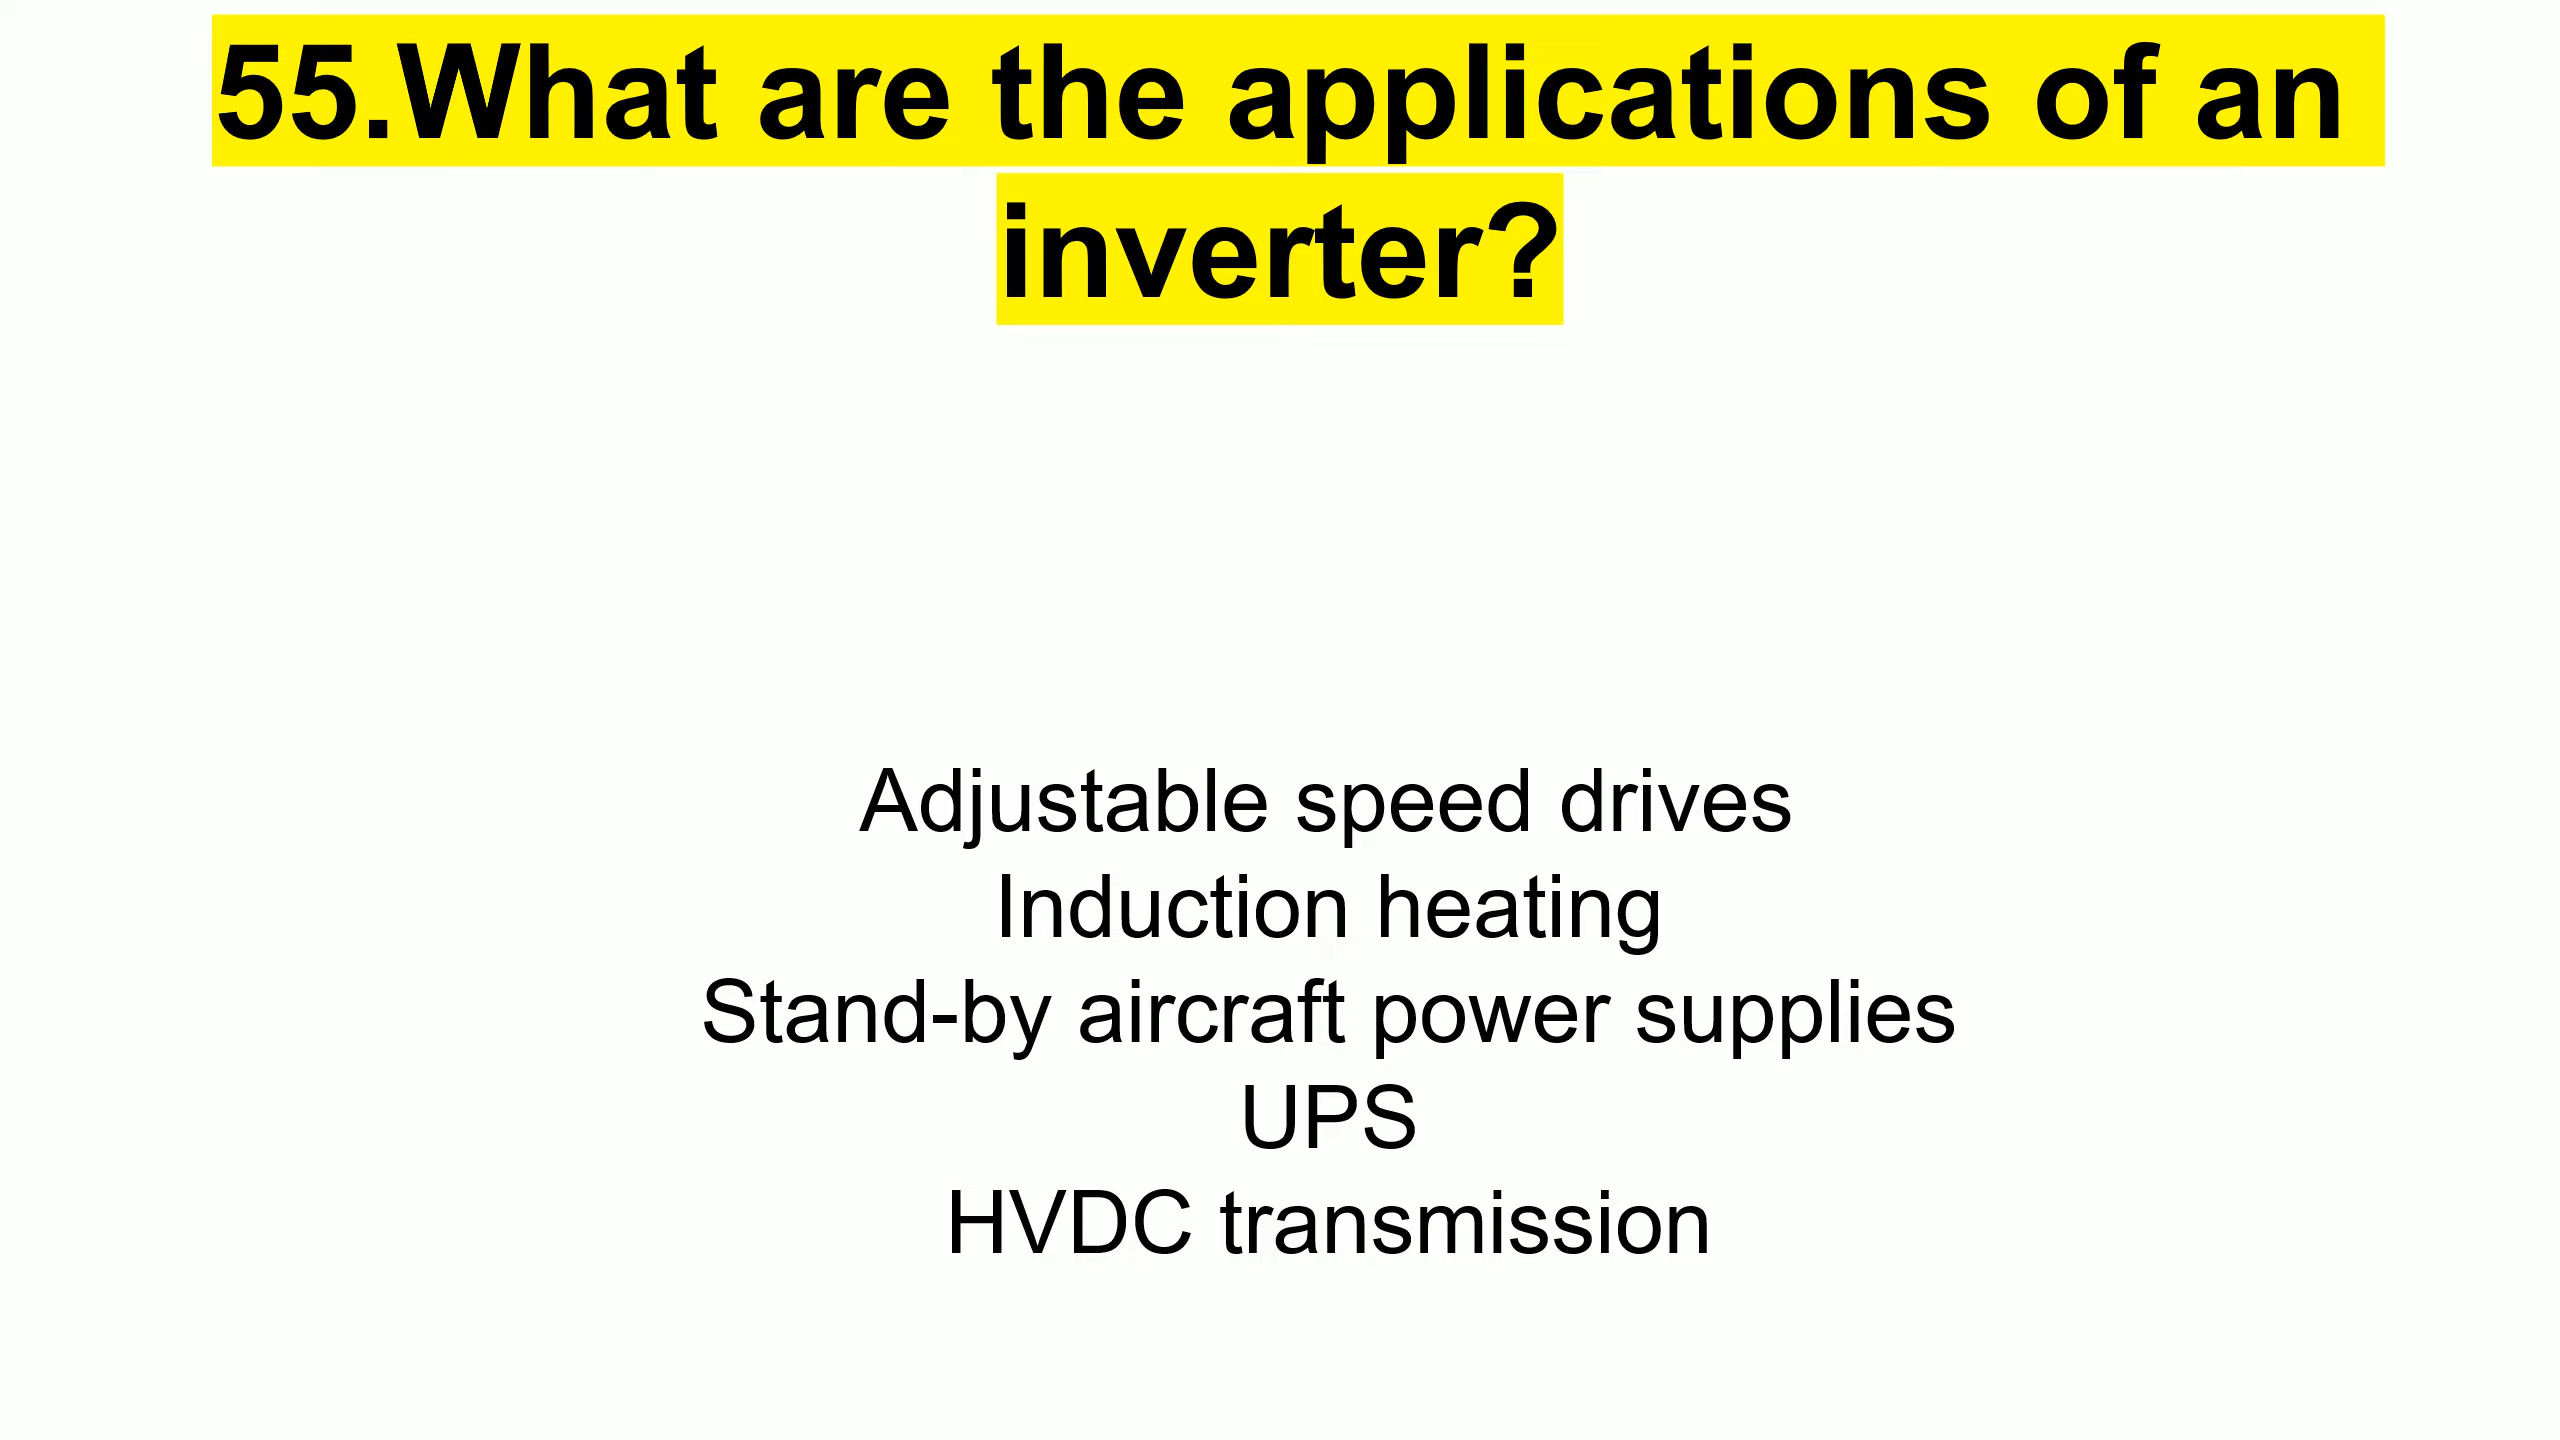 55.What are the applications of an
inverter?
Adjustable speed drives
Induction heating
Stand-by aircraft power supplies
UPS
HVDC transmission